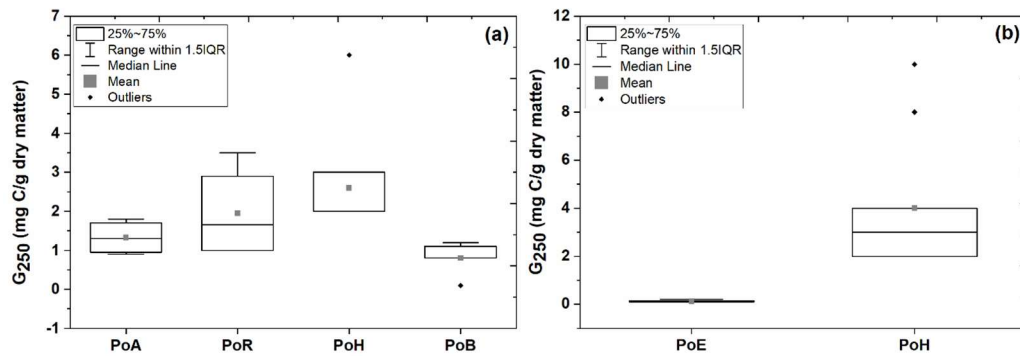 7
6
5
4
3
2
1
0
-1
G250 (mg C/g dry matter)
25%~75%
Range within 1.5IQR
Median Line
Mean
Outliers
(a)
PoA PoR PoH PoB
12
10
8
6
4
2
0
G250 (mg C/g dry matter)
25%~75%
Range within 1.5IQR
Median Line
Mean
Outliers
(b)
PoE PoH